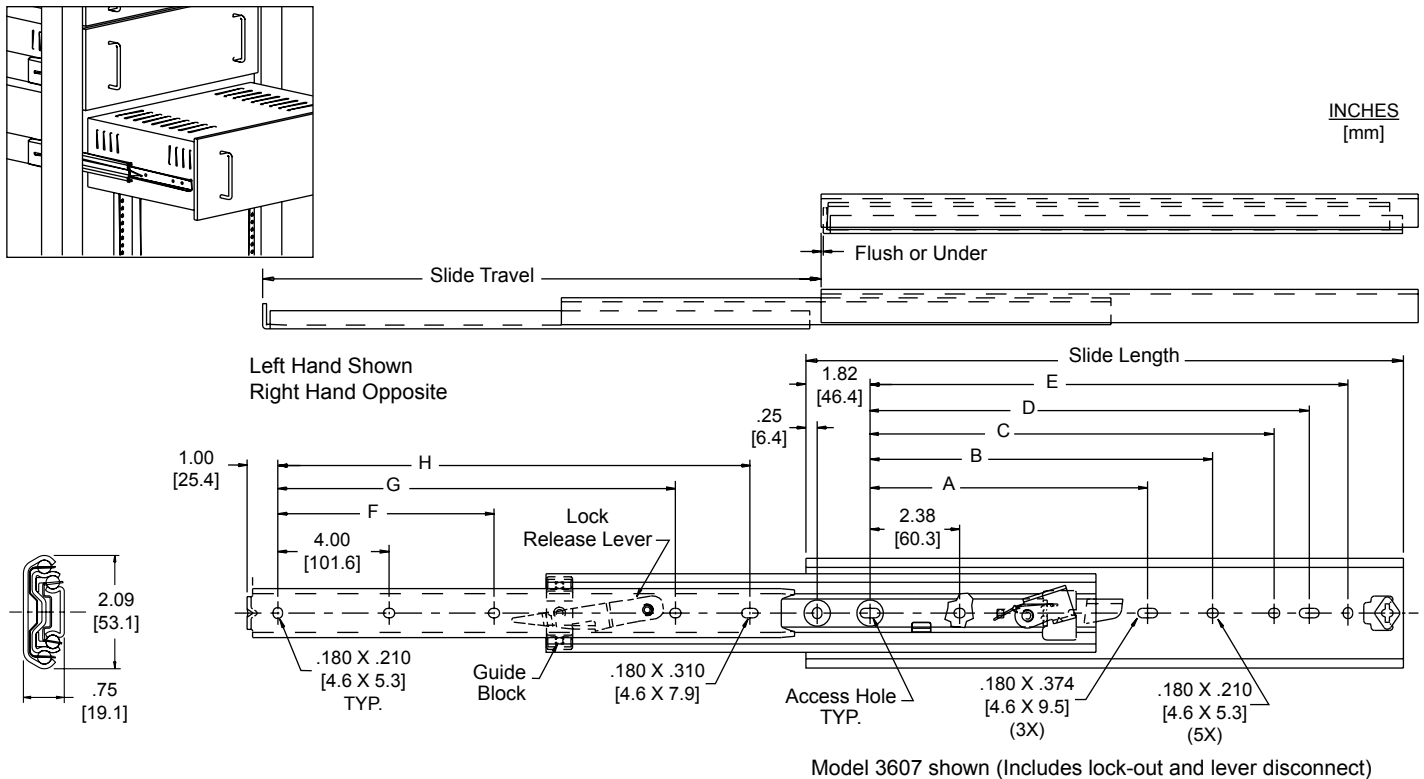 INCHES
[mm]
Flush or Under
Slide Travel
Left Hand Shown
Right Hand Opposite
Slide Length
1.82
[46.4]
E
D
.25
[6.4]
C
B
A
2.38
[60.3]
1.00
[25.4]
H
G
F
4.00
[101.6]
Lock
Release Lever
2.09
[53.1]
.75
[19.1]
.180 X .210
[4.6 X 5.3]
TYP.
Guide
Block
.180 X .310
[4.6 X 7.9]
Access Hole
TYP.
.180 X .374
[4.6 X 9.5]
(3X)
.180 X .210
[4.6 X 5.3]
(5X)
Model 3607 shown (Includes lock-out and lever disconnect)